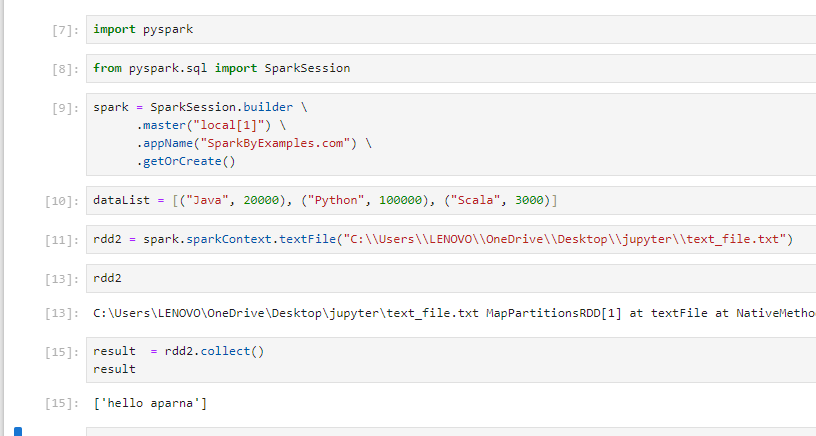 [7]: import pyspark
[8]: from pyspark.sql import SparkSession
[9]: spark = SparkSession.builder \
.master("local[1]") \
.appName("SparkByExamples.com") \
.getOrCreate()
[10]: dataList = [("Java", 20000), ("Python", 100000), ("Scala", 3000)]
[11]: rdd2 = spark.sparkContext.textFile("C:\\Users\\LENOVO\\OneDrive\\Desktop\\jupyter\\text_file.txt")
[13]: rdd2
[13]: C:\Users\LENOVO\OneDrive\Desktop\jupyter\text_file.txt MapPartitionsRDD[1] at textFile at NativeMetho
[15]: result  = rdd2.collect()
result
[15]: ['hello aparna']